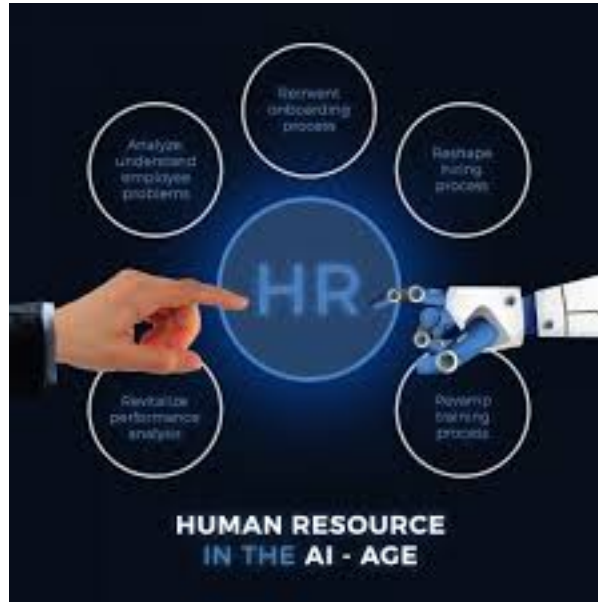 Reinvent
onboarding
process
Analyze,
understand
employee
problems
Reshape
hiring
process
HR
Revitalize
performance
analysis
Revamp
training
process
HUMAN RESOURCE
IN THE AI - AGE